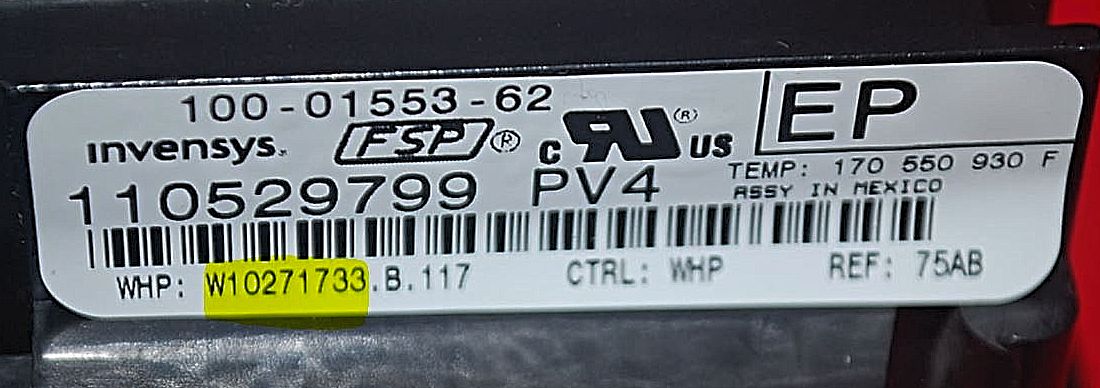 100-01553-62
EP
invensys. FSP® c RU® US
TEMP: 170 550 930 F
110529799 PV4
ASSY IN MEXICO
WHP: W10271733.B.117 CTRL: WHP REF: 75AB